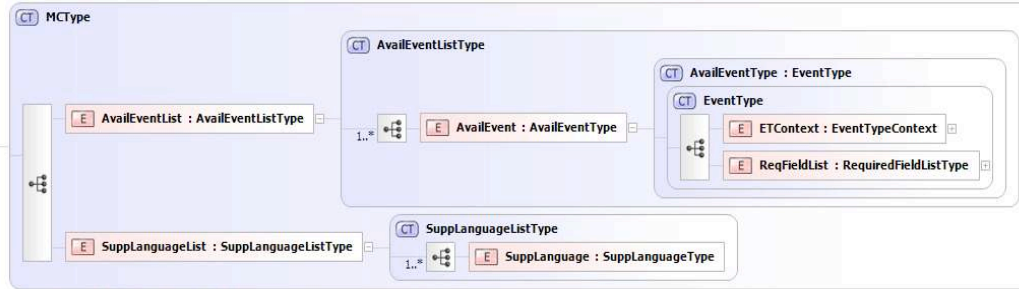 CT MCType
CT AvailEventListType
CT AvailEventType : EventType
CT EventType
E AvailEventList : AvailEventListType
1..*
E AvailEvent : AvailEventType
E ETContext : EventTypeContext
E ReqFieldList : RequiredFieldListType
CT SuppLanguageListType
E SuppLanguageList : SuppLanguageListType
1..*
E SuppLanguage : SuppLanguageType